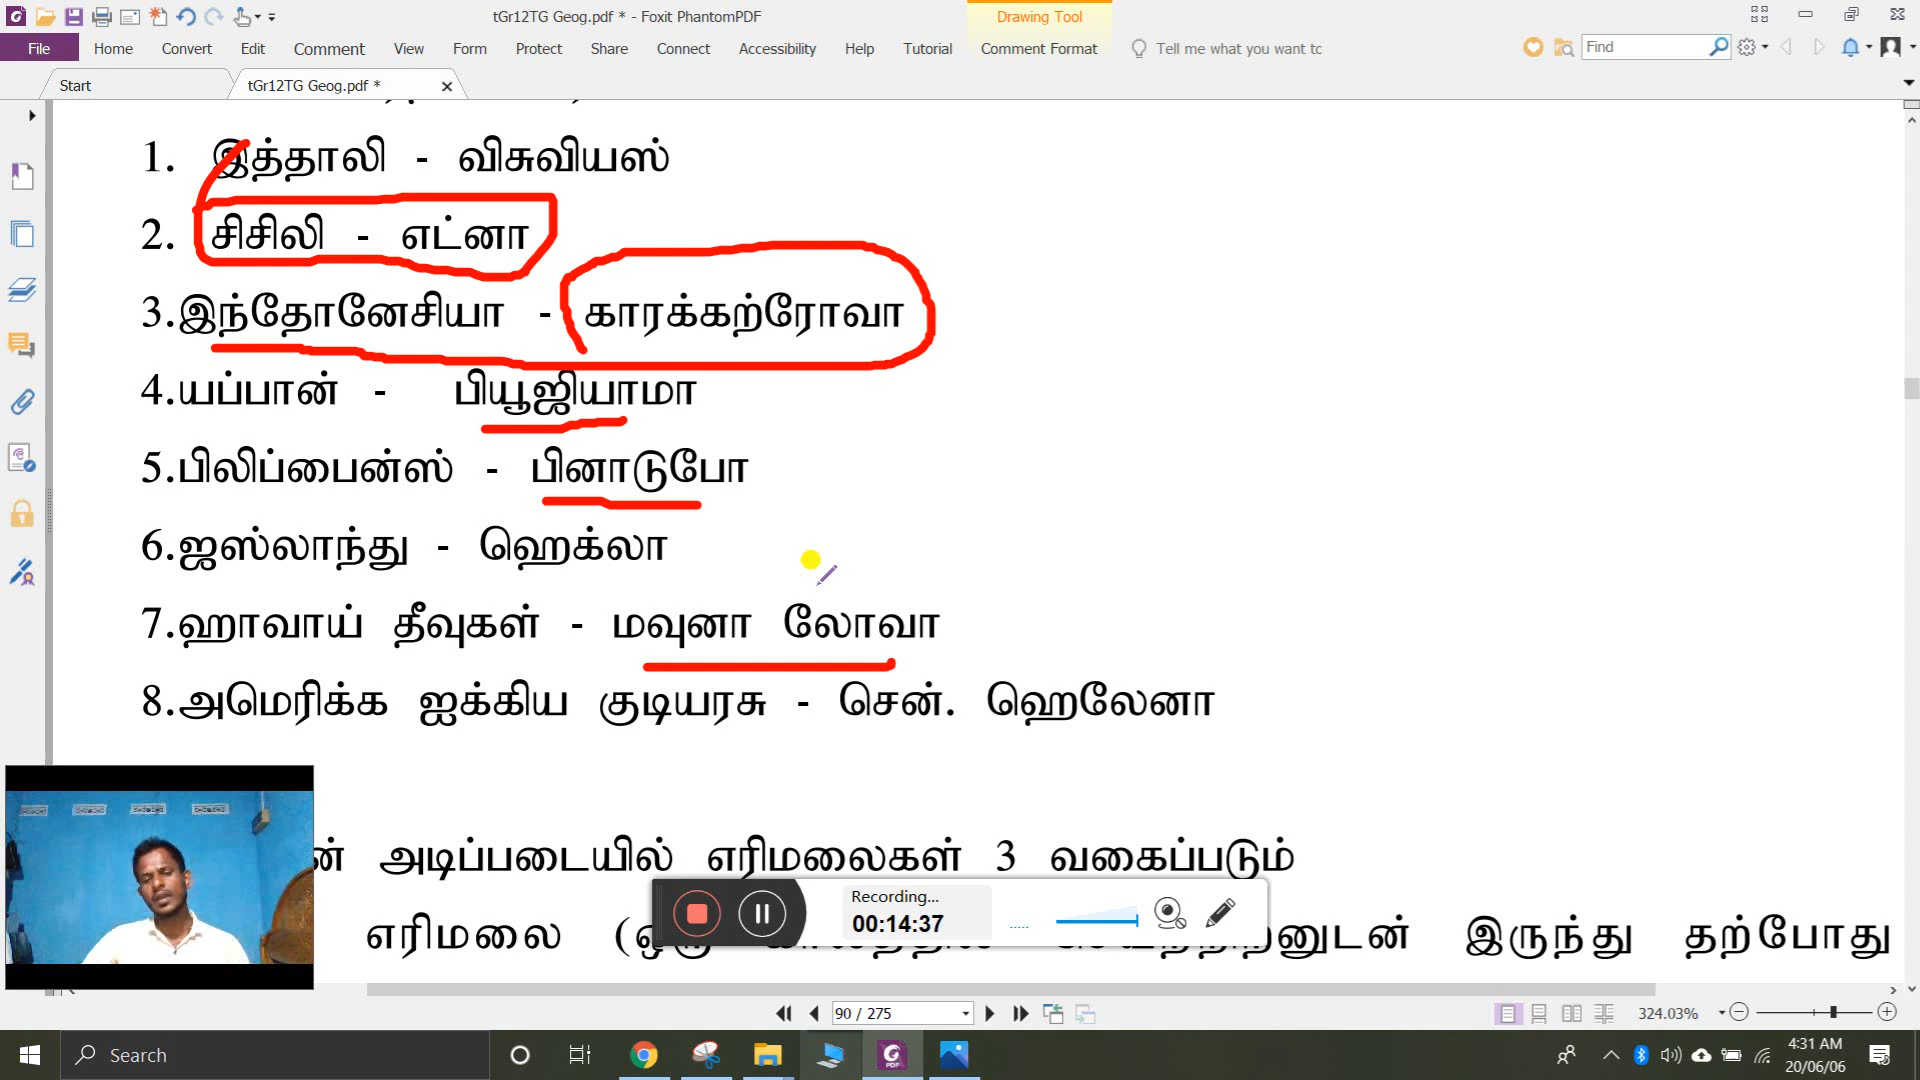 tGr12TG Geog.pdf * - Foxit PhantomPDF
Drawing Tool
File Home Convert Edit Comment View Form Protect Share Connect Accessibility Help Tutorial Comment Format Tell me what you want tc Find
Start tGr12TG Geog.pdf *
1. இத்தாலி - விசுவியஸ்
2. சிசிலி - எட்னா
3.இந்தோனேசியா - காரக்கற்ரோவா
4.யப்பான் - பியூஜியாமா
5.பிலிப்பைன்ஸ் - பினாடுபோ
6.ஐஸ்லாந்து - ஹெக்லா
7.ஹாவாய் தீவுகள் - மவுனா லோவா
8.அமெரிக்க ஐக்கிய குடியரசு - சென். ஹெலேனா
அடிப்படையில் எரிமலைகள் 3 வகைப்படும்
Recording...
00:14:37
எரிமலை இருந்து தற்போது
90 / 275
324.03%
Search
4:31 AM
20/06/06